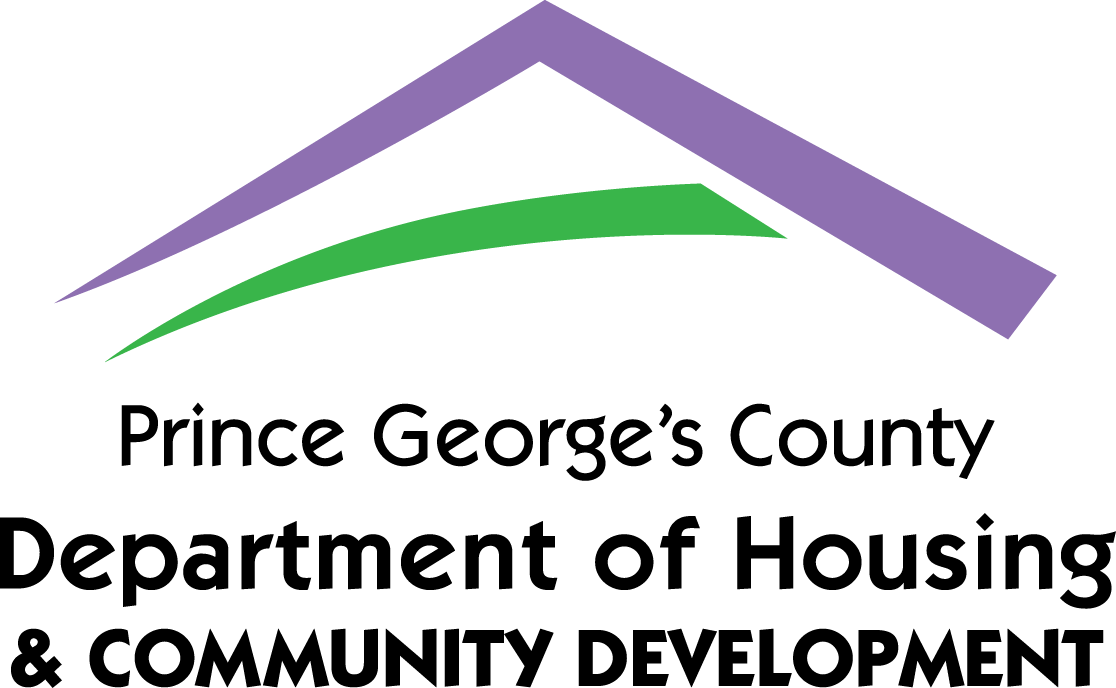 Prince George’s County
Department of Housing
& COMMUNITY DEVELOPMENT